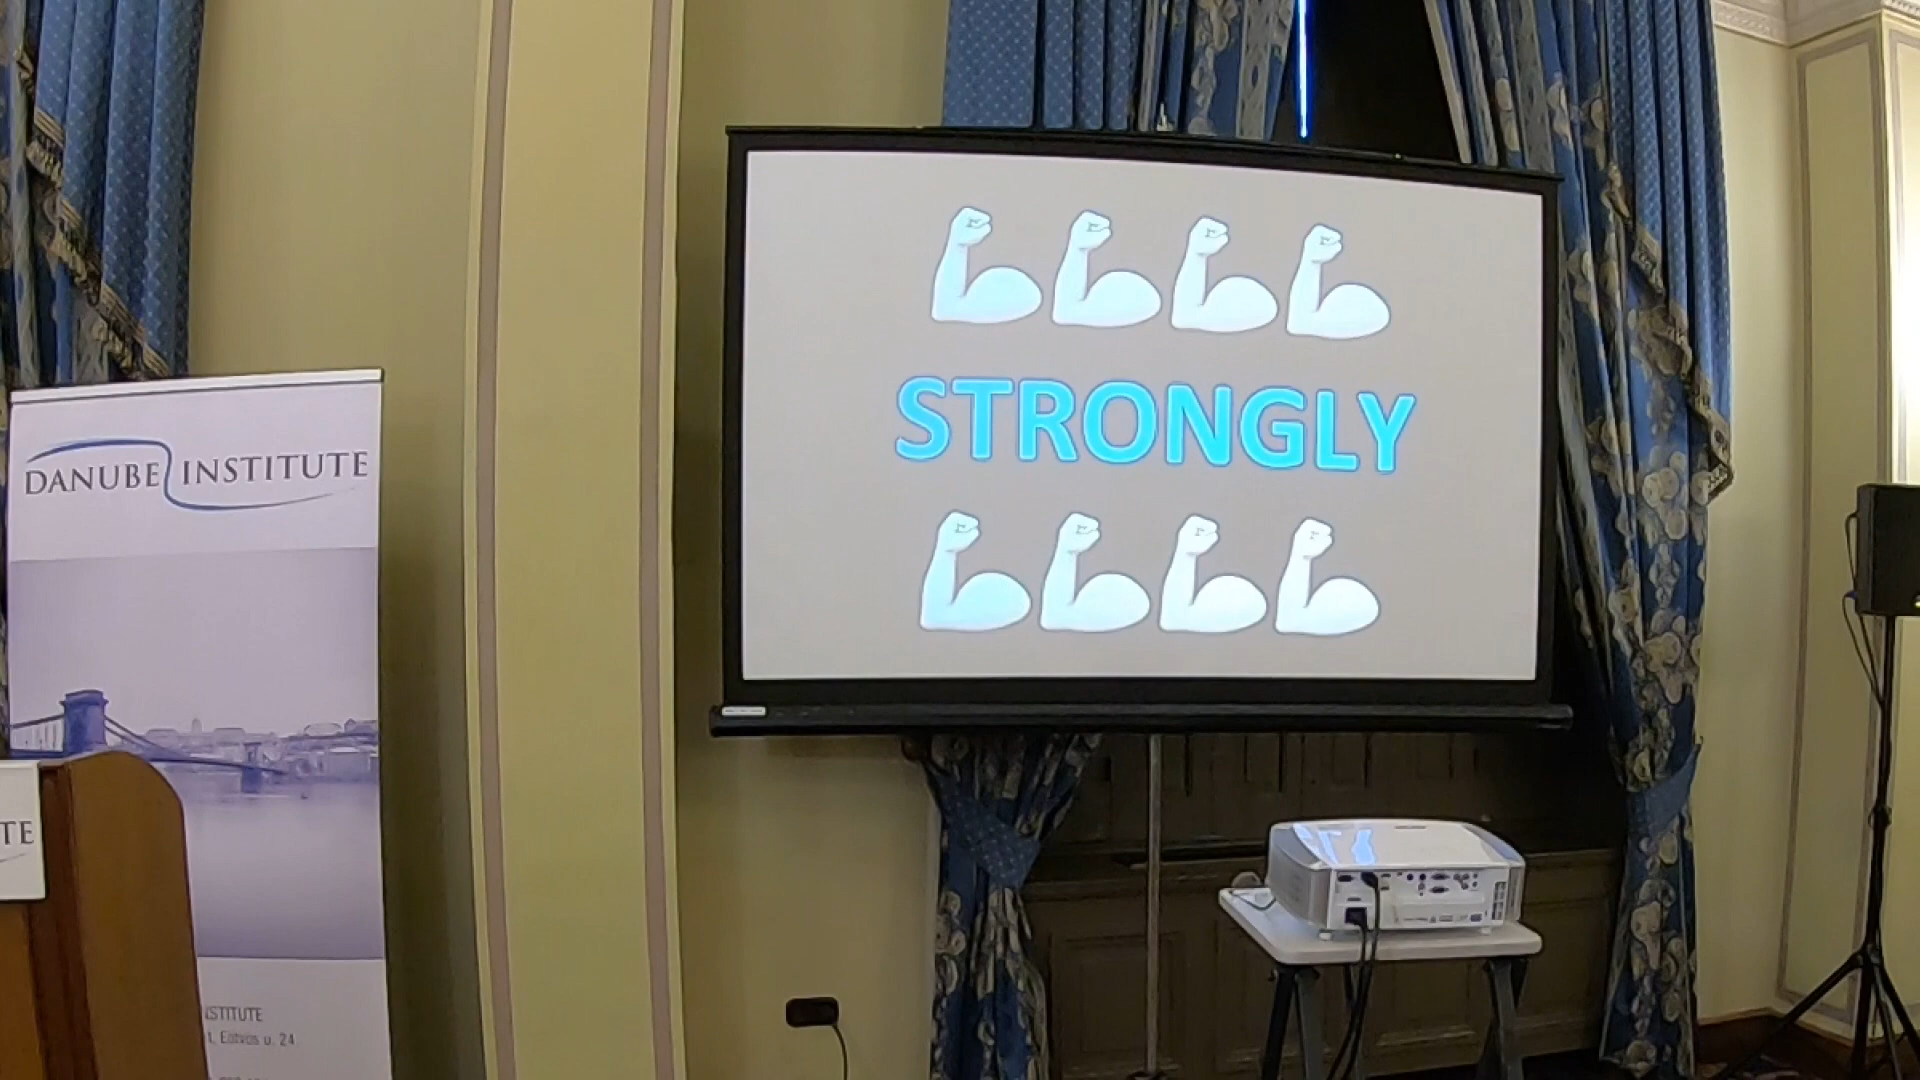 DANUBE INSTITUTE
STRONGLY
TE
INSTITUTE
Eötvös u. 24